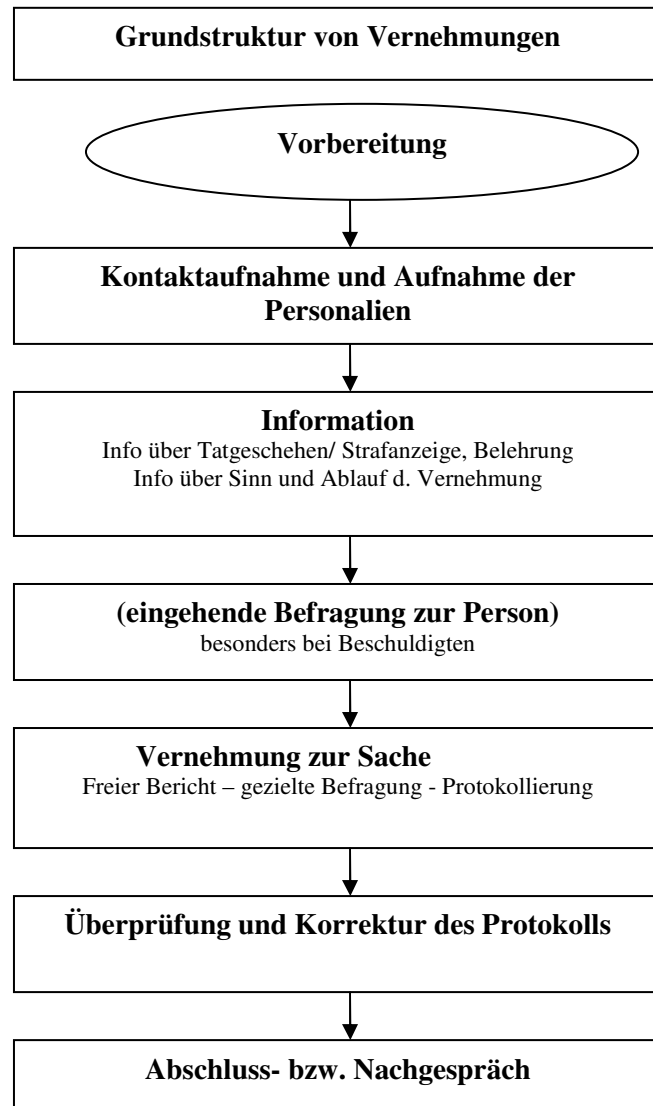 Grundstruktur von Vernehmungen
Vorbereitung
Kontaktaufnahme und Aufnahme der
Personalien
Information
Info über Tatgeschehen/ Strafanzeige, Belehrung
Info über Sinn und Ablauf d. Vernehmung
(eingehende Befragung zur Person)
besonders bei Beschuldigten
Vernehmung zur Sache
Freier Bericht – gezielte Befragung - Protokollierung
Überprüfung und Korrektur des Protokolls
Abschluss- bzw. Nachgespräch